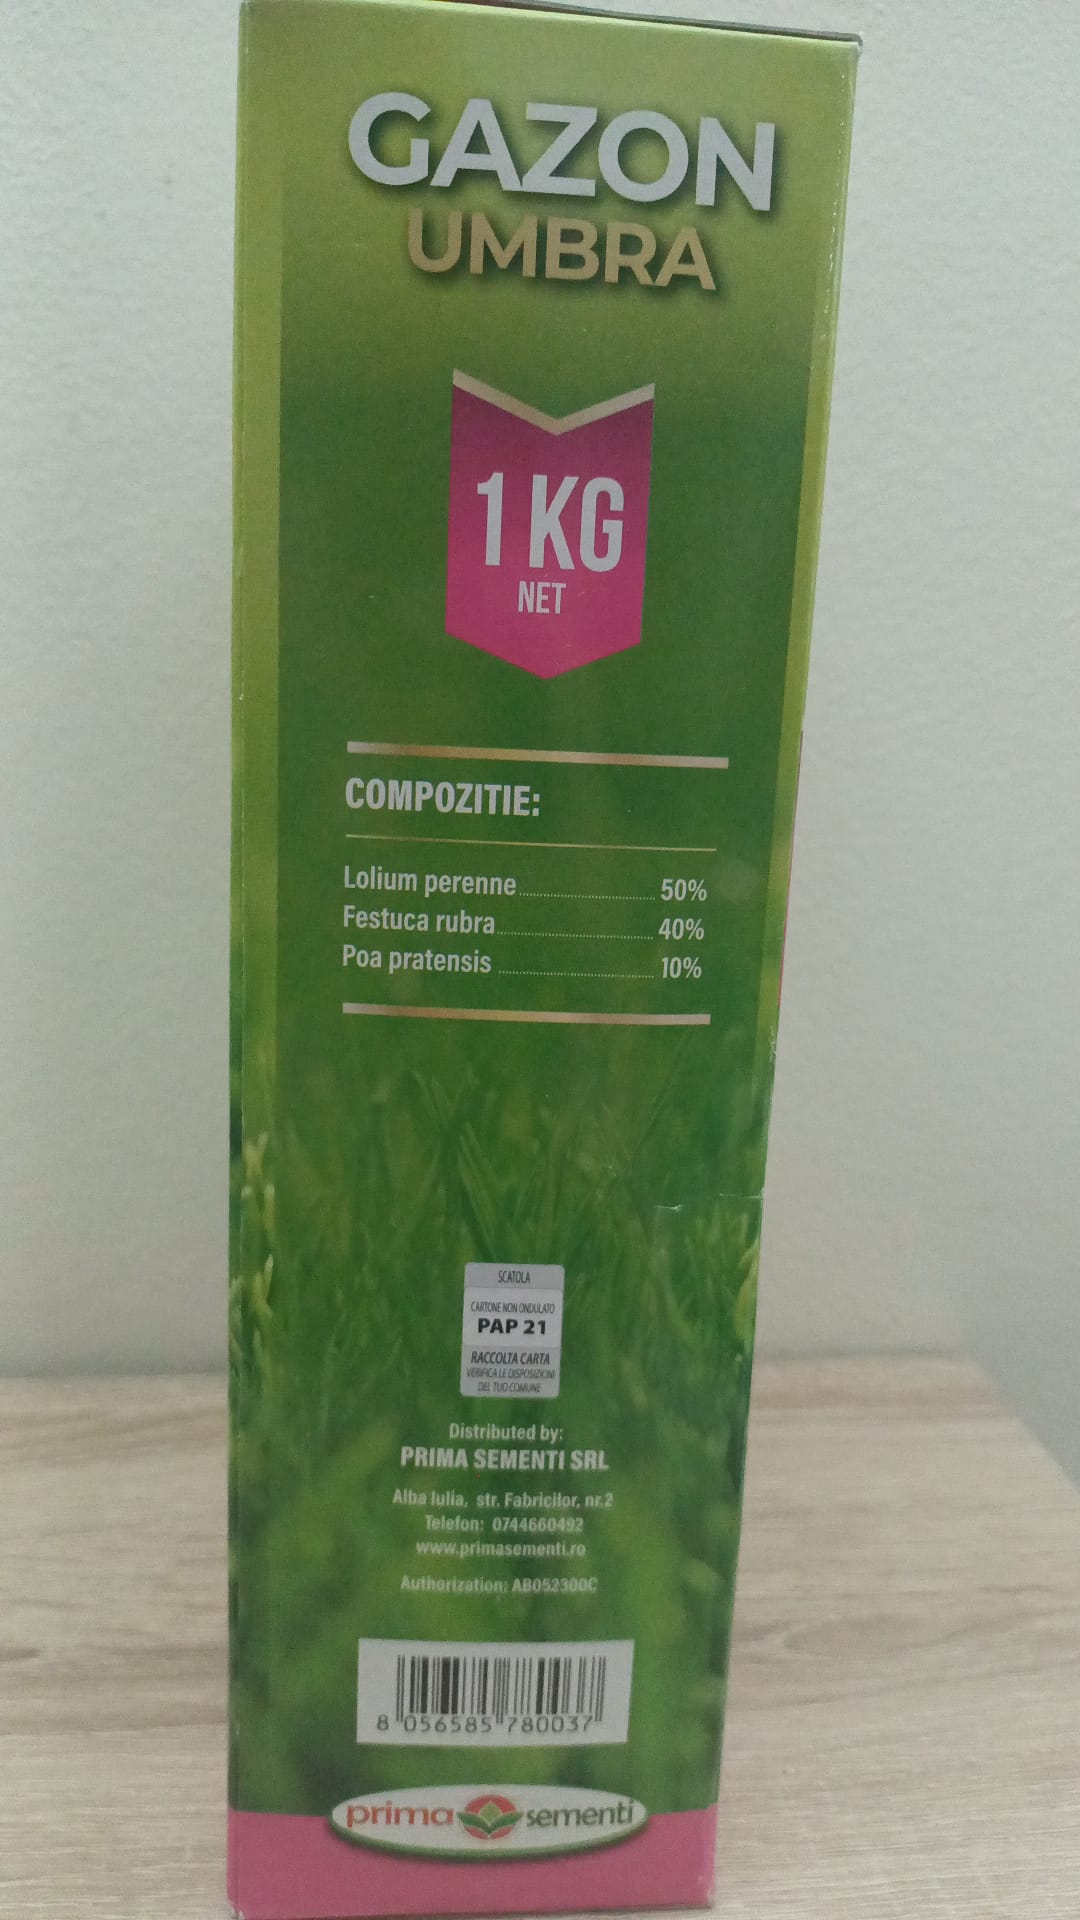 GAZON
UMBRA
1 KG
NET
COMPOZITIE:
Lolium perenne 50%
Festuca rubra 40%
Poa pratensis 10%
SCATOLA
CARTONE NON ONDULATO
PAP 21
RACCOLTA CARTA
VERIFICA LE DISPOSIZIONI
DEL TUO COMUNE
Distributed by:
PRIMA SEMENTI SRL
Alba Iulia, str. Fabricilor, nr.2
Telefon: 0744660492
www.primasementi.ro
Authorization: AB052300C
8 056585 780037
prima sementi